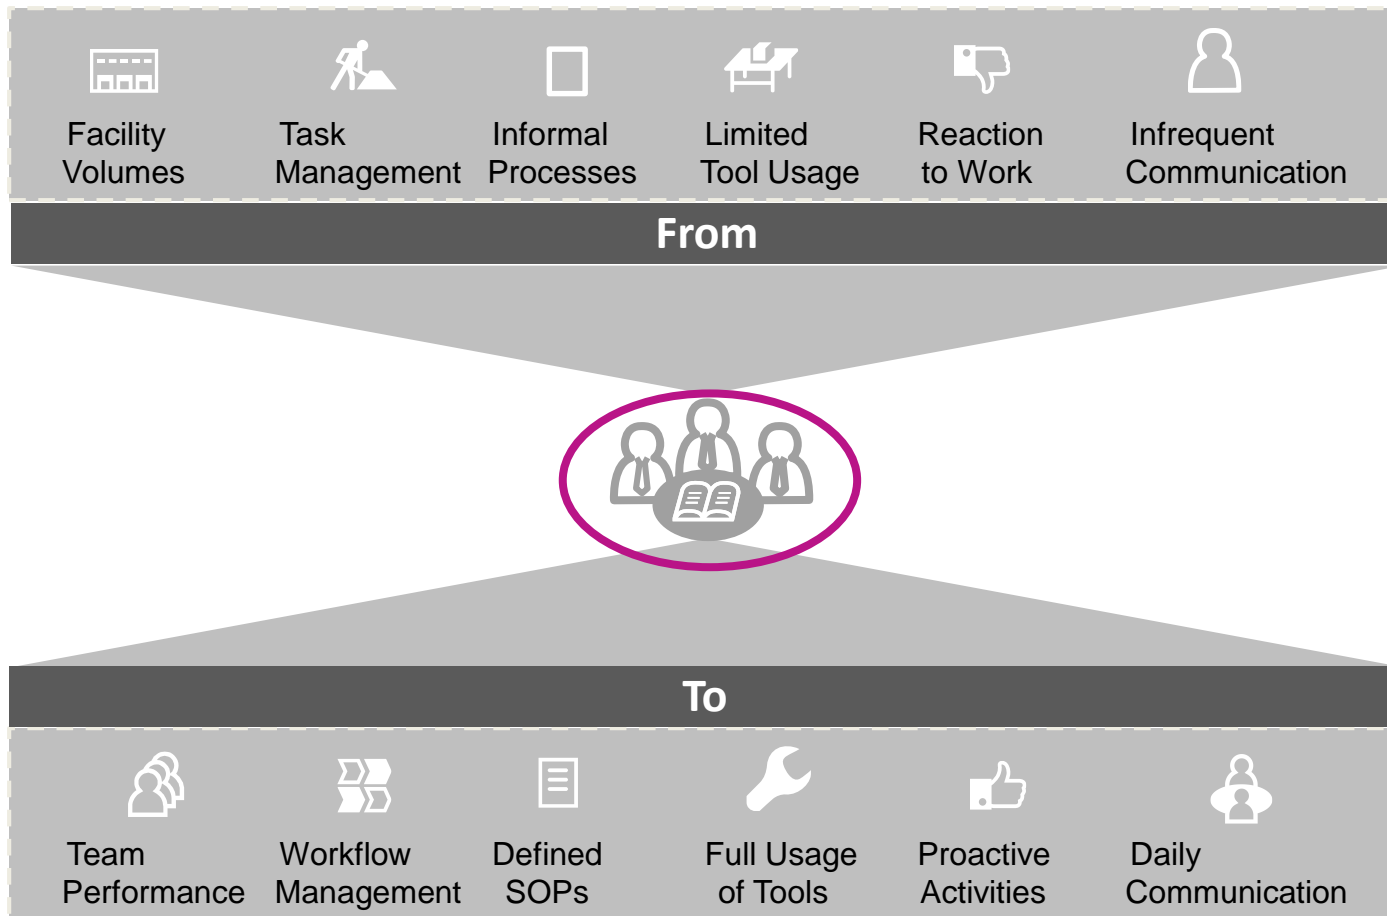 Facility
Volumes
Task
Management
Informal
Processes
Limited
Tool Usage
Reaction
to Work
Infrequent
Communication
From
To
Team
Performance
Workflow
Management
Defined
SOPs
Full Usage
of Tools
Proactive
Activities
Daily
Communication